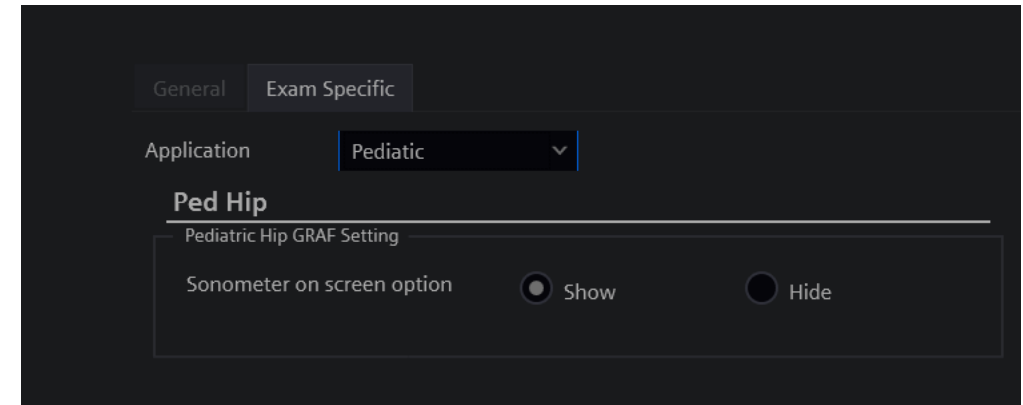 General Exam Specific
Application Pediatic
Ped Hip
Pediatric Hip GRAF Setting
Sonometer on screen option Show Hide